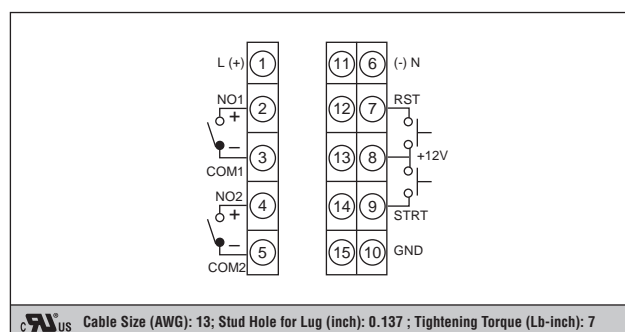 L (+) 1 11 6 (-) N
NO1 2 12 7 RST
+
–
3 13 8 +12V
COM1
NO2 4 14 9
+ STRT
–
5 15 10 GND
COM2
c RU ® US Cable Size (AWG): 13; Stud Hole for Lug (inch): 0.137 ; Tightening Torque (Lb-inch): 7